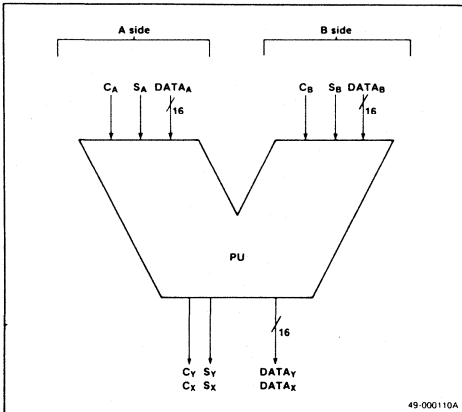 A side B side
C_A S_A DATA_A C_B S_B DATA_B
16 16
PU
16
C_Y S_Y DATA_Y
C_X S_X DATA_X
49-000110A